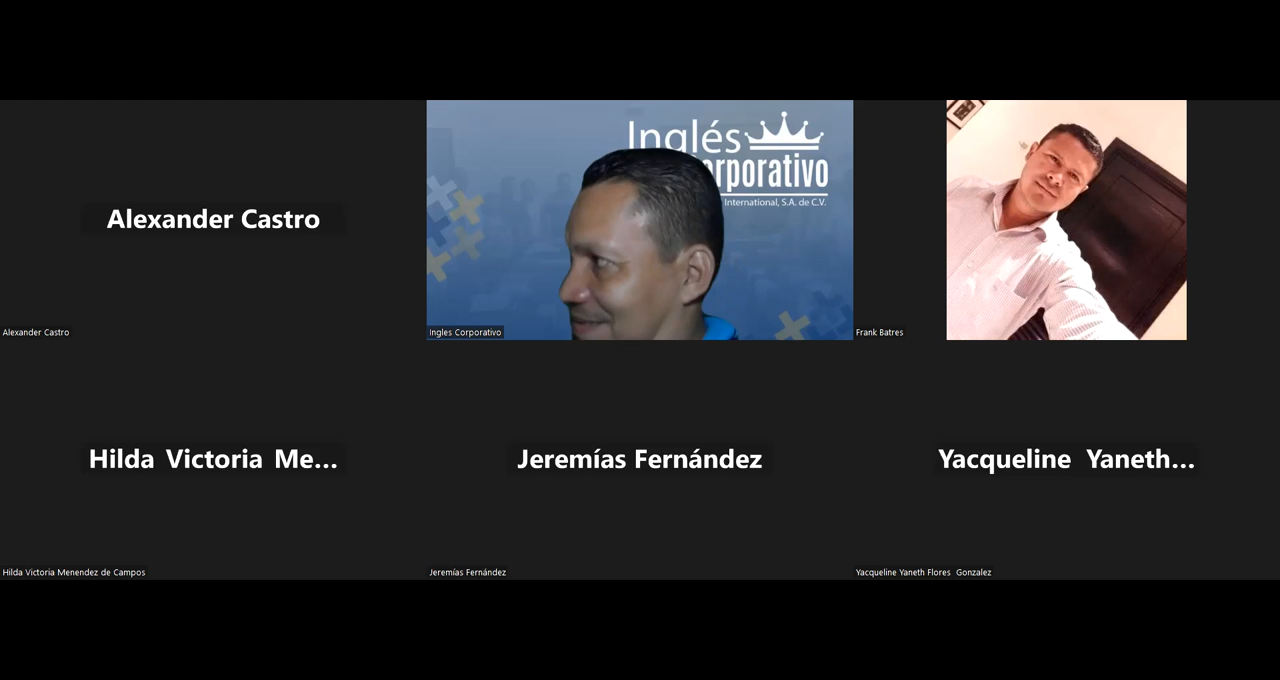 Alexander Castro
Alexander Castro
Inglés
orporativo
International, S.A. de C.V.
Ingles Corporativo
Frank Batres
Hilda Victoria Me...
Hilda Victoria Menendez de Campos
Jeremías Fernández
Jeremías Fernández
Yacqueline Yaneth...
Yacqueline Yaneth Flores Gonzalez